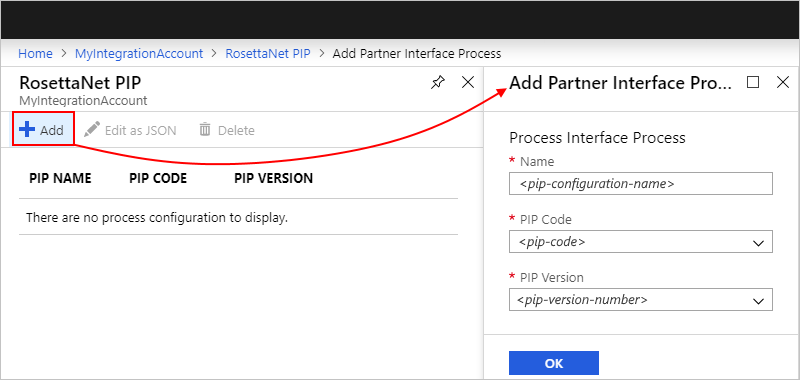 Home > MyIntegrationAccount > RosettaNet PIP > Add Partner Interface Process
RosettaNet PIP
MyIntegrationAccount
Add Edit as JSON Delete
PIP NAME PIP CODE PIP VERSION
There are no process configuration to display.
Add Partner Interface Pro...
Process Interface Process
* Name
<pip-configuration-name>
* PIP Code
<pip-code>
* PIP Version
<pip-version-number>
OK